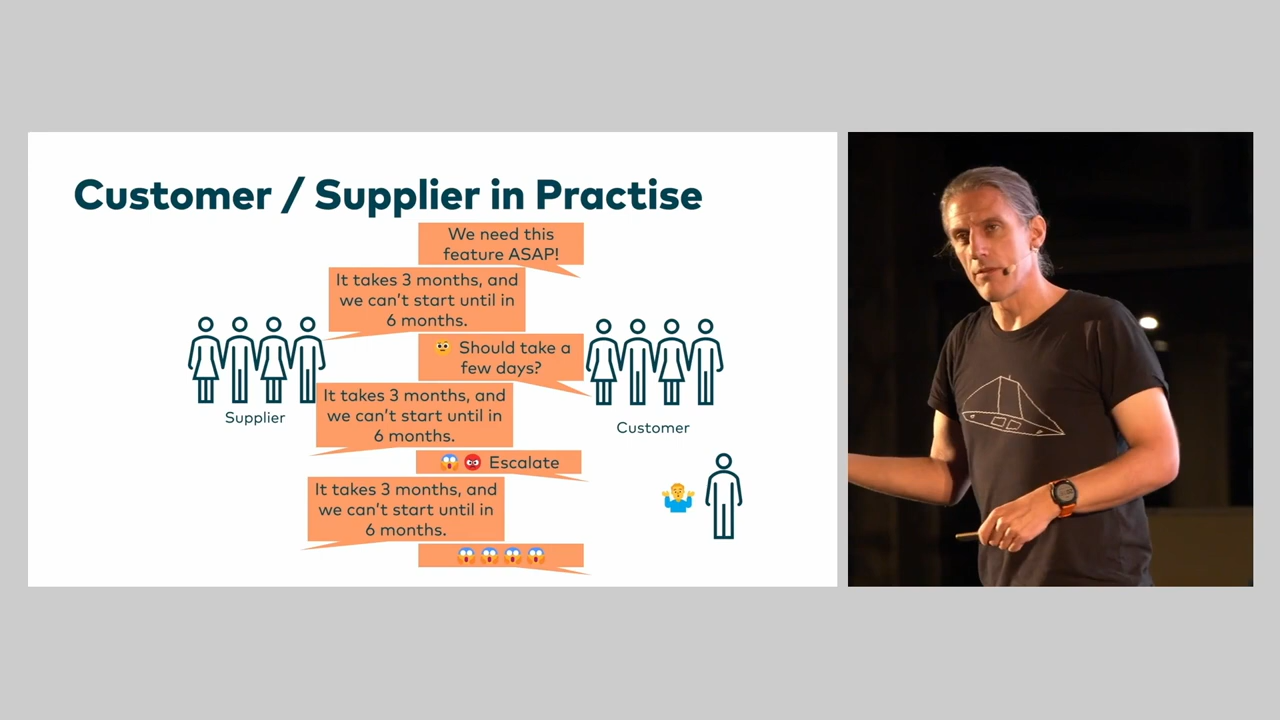 Customer / Supplier in Practise
We need this
feature ASAP!
It takes 3 months, and
we can't start until in
6 months.
🥺 Should take a
few days?
It takes 3 months, and
we can't start until in
6 months.
Supplier
Customer
😱 😡 Escalate
It takes 3 months, and
we can't start until in
6 months.